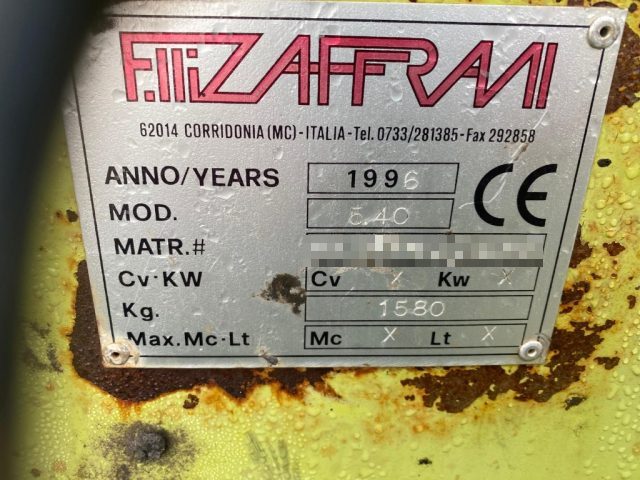 F.lli ZAFFRANI
62014 CORRIDONIA (MC) - ITALIA - Tel. 0733/281385 - Fax 292858
ANNO/YEARS 1996
MOD. 5.40
MATR.#
Cv·KW Cv X Kw X
Kg. 1580
Max.Mc·Lt Mc X Lt X
CE